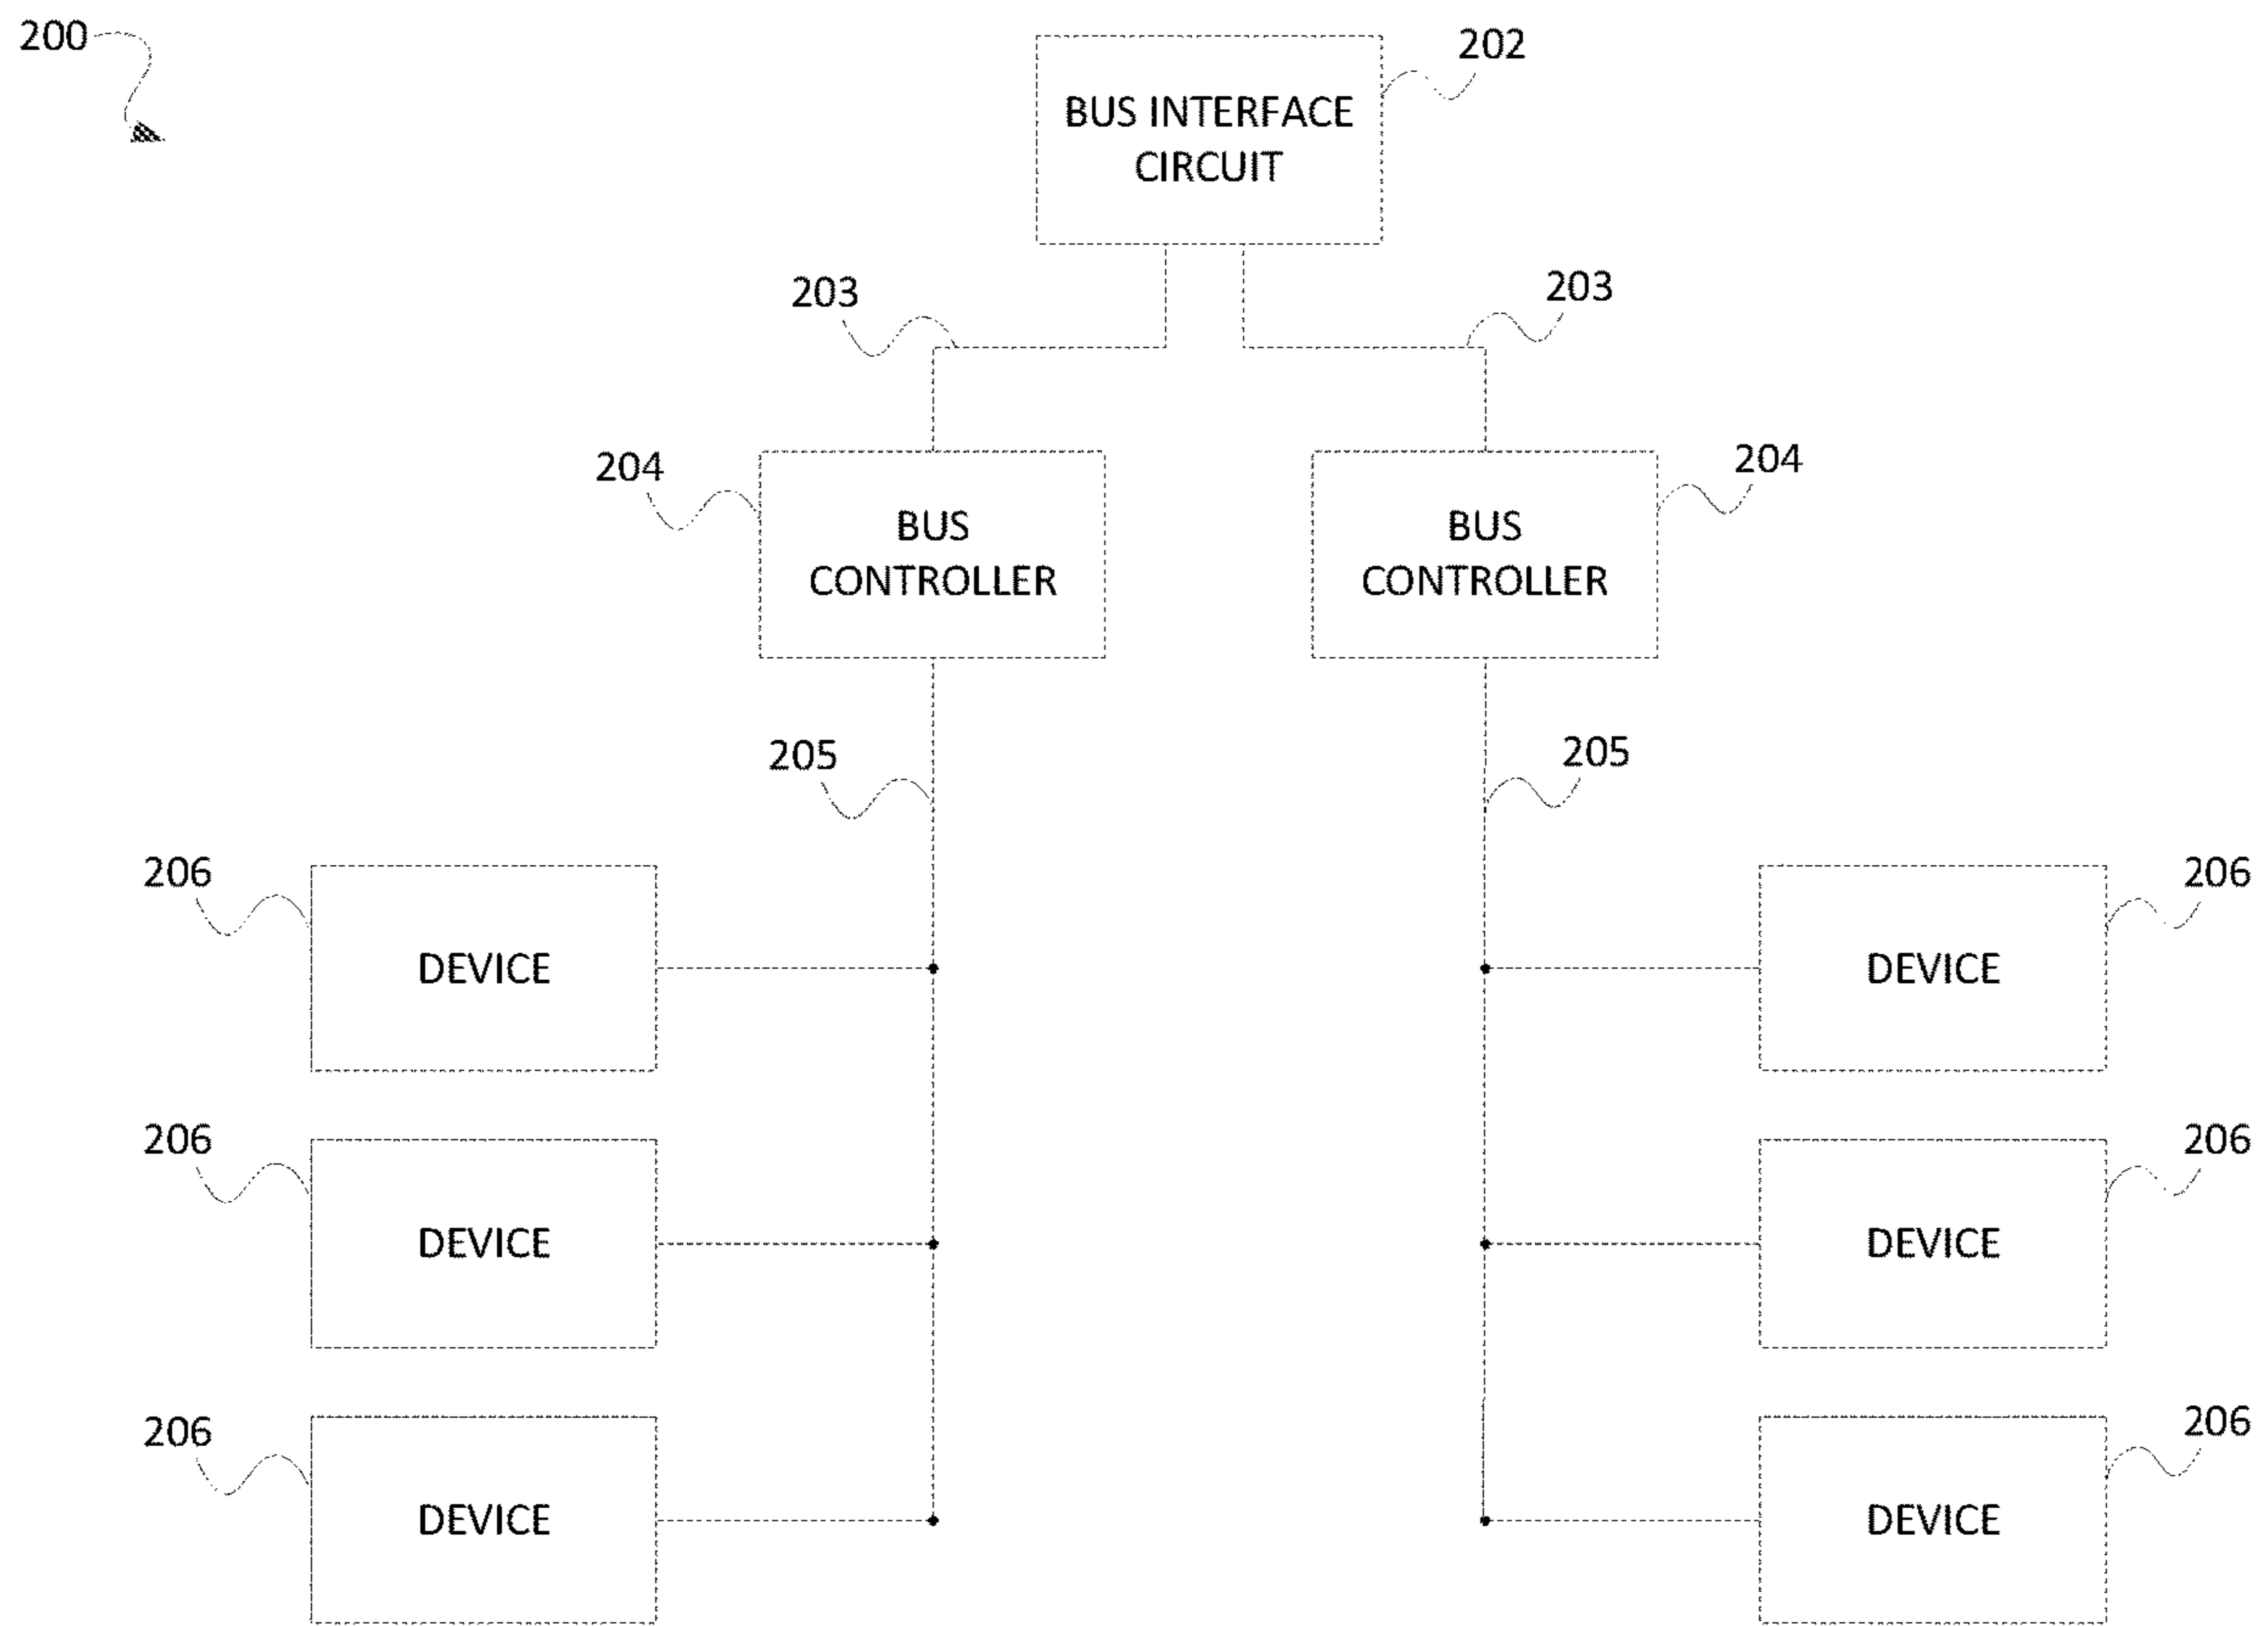 200
202
BUS INTERFACE
CIRCUIT
203
203
204
BUS
CONTROLLER
BUS
CONTROLLER
204
205
205
206
DEVICE
DEVICE
206
206
DEVICE
DEVICE
206
206
DEVICE
DEVICE
206